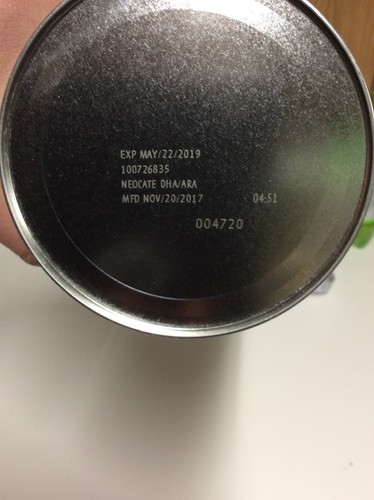 EXP MAY/22/2019
100726835
NEOCATE DHA/ARA
MFD NOV/20/2017 04:51
004720